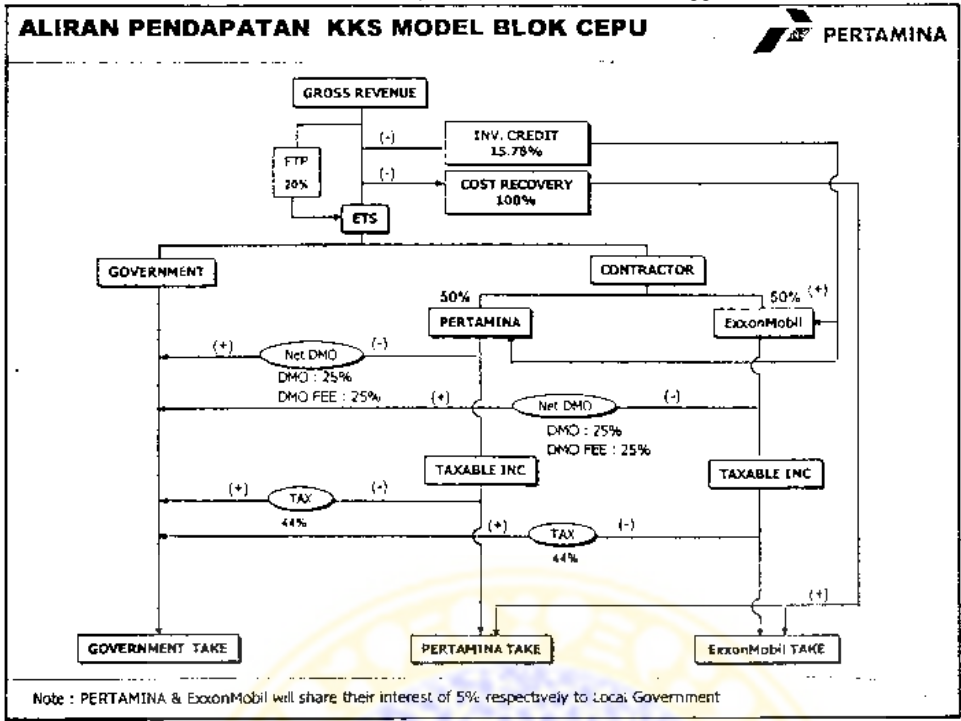 ALIRAN PENDAPATAN KKS MODEL BLOK CEPU
PERTAMINA
GROSS REVENUE
(-)
INV. CREDIT
15.78%
FTP
20%
(-)
COST RECOVERY
100%
ETS
GOVERNMENT
CONTRACTOR
50%
50% (+)
PERTAMINA
ExxonMobil
(+)
Net DMO
(-)
DMO : 25%
DMO FEE : 25%
(+)
Net DMO
(-)
DMO : 25%
DMO FEE : 25%
TAXABLE INC
TAXABLE INC
(+)
TAX
(-)
44%
(+)
TAX
(-)
44%
(+)
GOVERNMENT TAKE
PERTAMINA TAKE
ExxonMobil TAKE
Note : PERTAMINA & ExxonMobil will share their interest of 5% respectively to Local Government